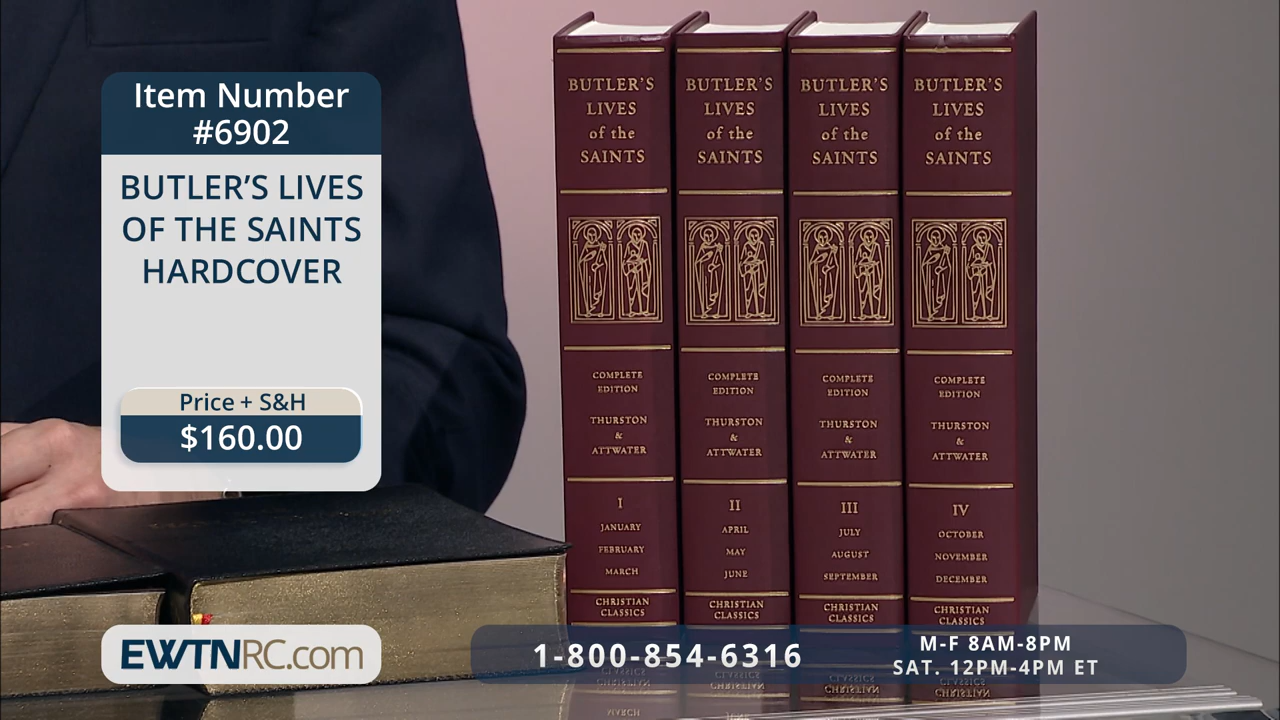 Item Number
#6902
BUTLER'S LIVES
OF THE SAINTS
HARDCOVER
Price + S&H
$160.00
BUTLER'S
LIVES
of the
SAINTS
COMPLETE
EDITION
THURSTON
&
ATTWATER
I
JANUARY
FEBRUARY
MARCH
CHRISTIAN
CLASSICS
BUTLER'S
LIVES
of the
SAINTS
COMPLETE
EDITION
THURSTON
&
ATTWATER
II
APRIL
MAY
JUNE
CHRISTIAN
CLASSICS
BUTLER'S
LIVES
of the
SAINTS
COMPLETE
EDITION
THURSTON
&
ATTWATER
III
JULY
AUGUST
SEPTEMBER
CHRISTIAN
CLASSICS
BUTLER'S
LIVES
of the
SAINTS
COMPLETE
EDITION
THURSTON
&
ATTWATER
IV
OCTOBER
NOVEMBER
DECEMBER
CHRISTIAN
CLASSICS
EWTNRC.com
1-800-854-6316
M-F 8AM-8PM
SAT. 12PM-4PM ET